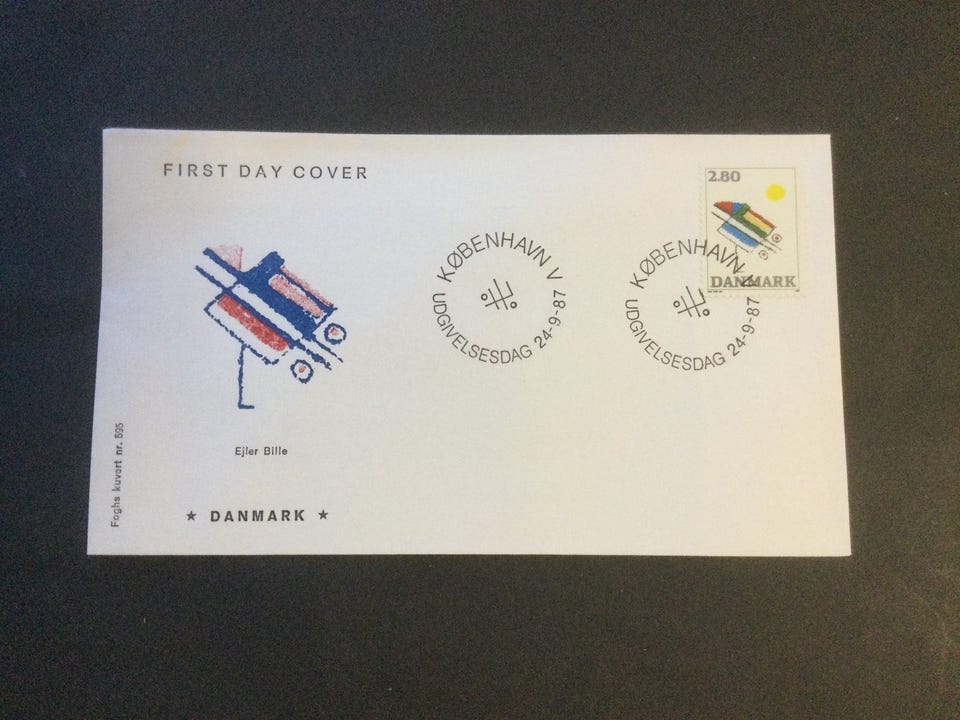 FIRST DAY COVER
2.80
DANMARK
KØBENHAVN V
UDGIVELSESDAG 24-9-87
KØBENHAVN V
UDGIVELSESDAG 24-9-87
Ejler Bille
★ DANMARK ★
Foghs kuvert nr. 595